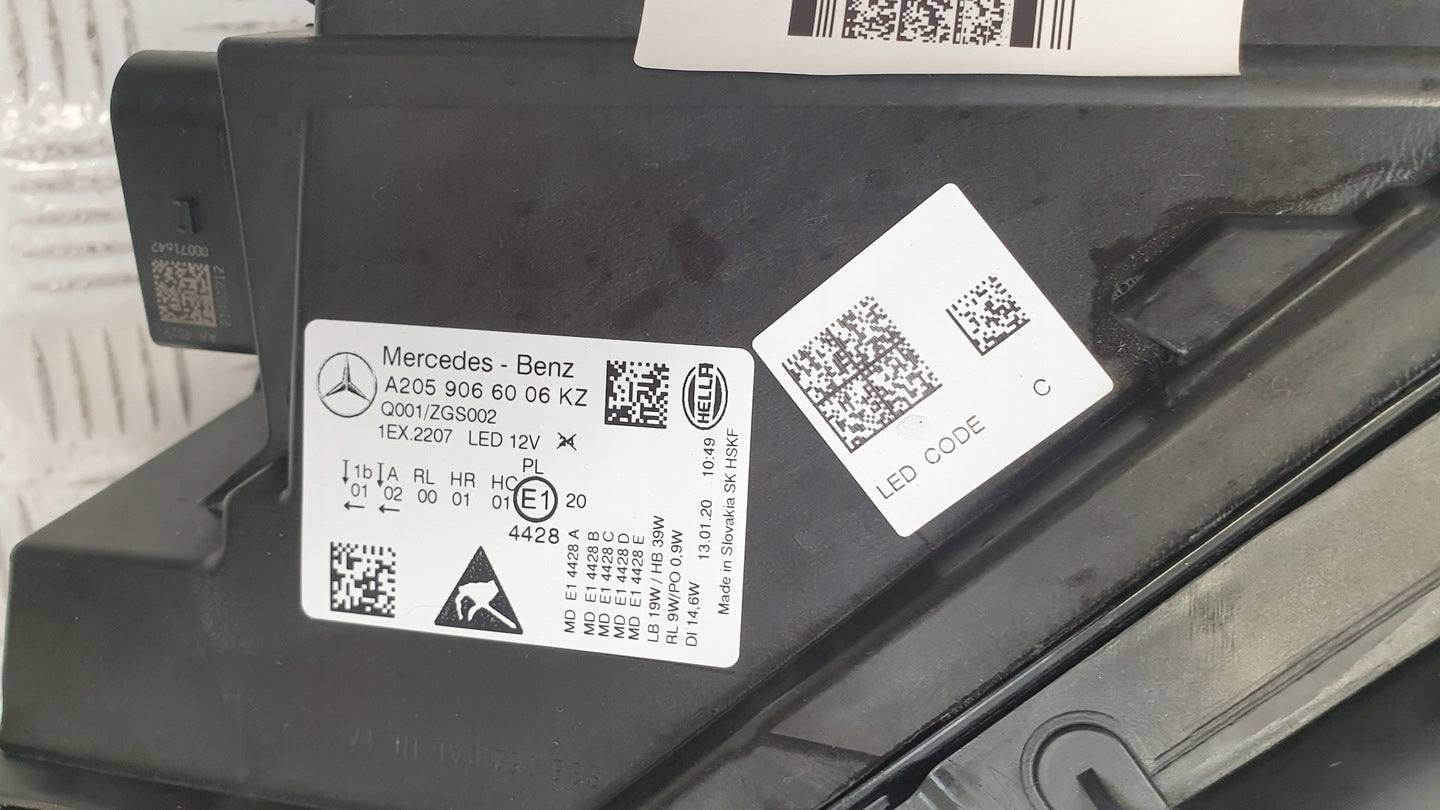 00071642
Mercedes - Benz
A205 906 60 06 KZ
Q001/ZGS002
1EX.2207 LED 12V
HELLA
PL
1b A RL HR HC E1 20
01 02 00 01 01
4428
MD E1 4428 A
MD E1 4428 B
MD E1 4428 C
MD E1 4428 D
MD E1 4428 E
LB 19W / HB 39W
RL 9W/PO 0,9W
DI 14,6W 13.01.20 10:49
Made in Slovakia SK HSKF
LED CODE C